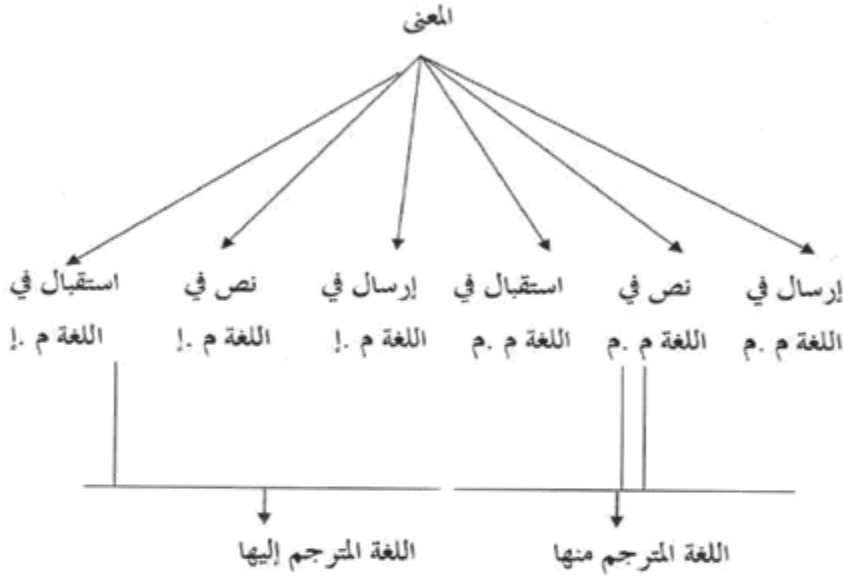 المعنى
إرسال في نص في استقبال في إرسال في نص في استقبال في
اللغة م .م اللغة م .م اللغة م .م اللغة م .إ اللغة م .إ اللغة م .إ
اللغة المترجم منها اللغة المترجم إليها